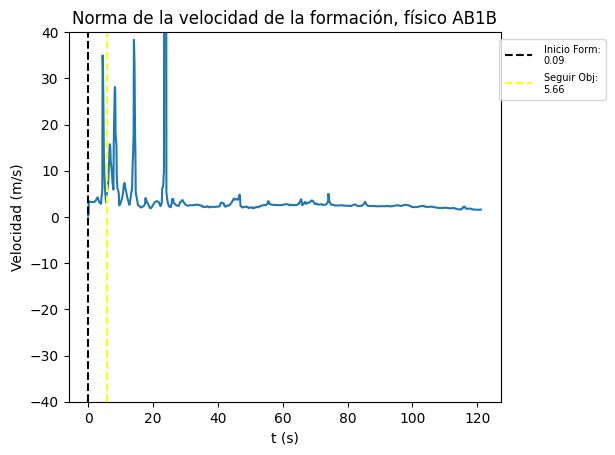 Norma de la velocidad de la formación, físico AB1B
Inicio Form:
0.09
Seguir Obj:
5.66
Velocidad (m/s)
40
30
20
10
0
−10
−20
−30
−40
0 20 40 60 80 100 120
t (s)